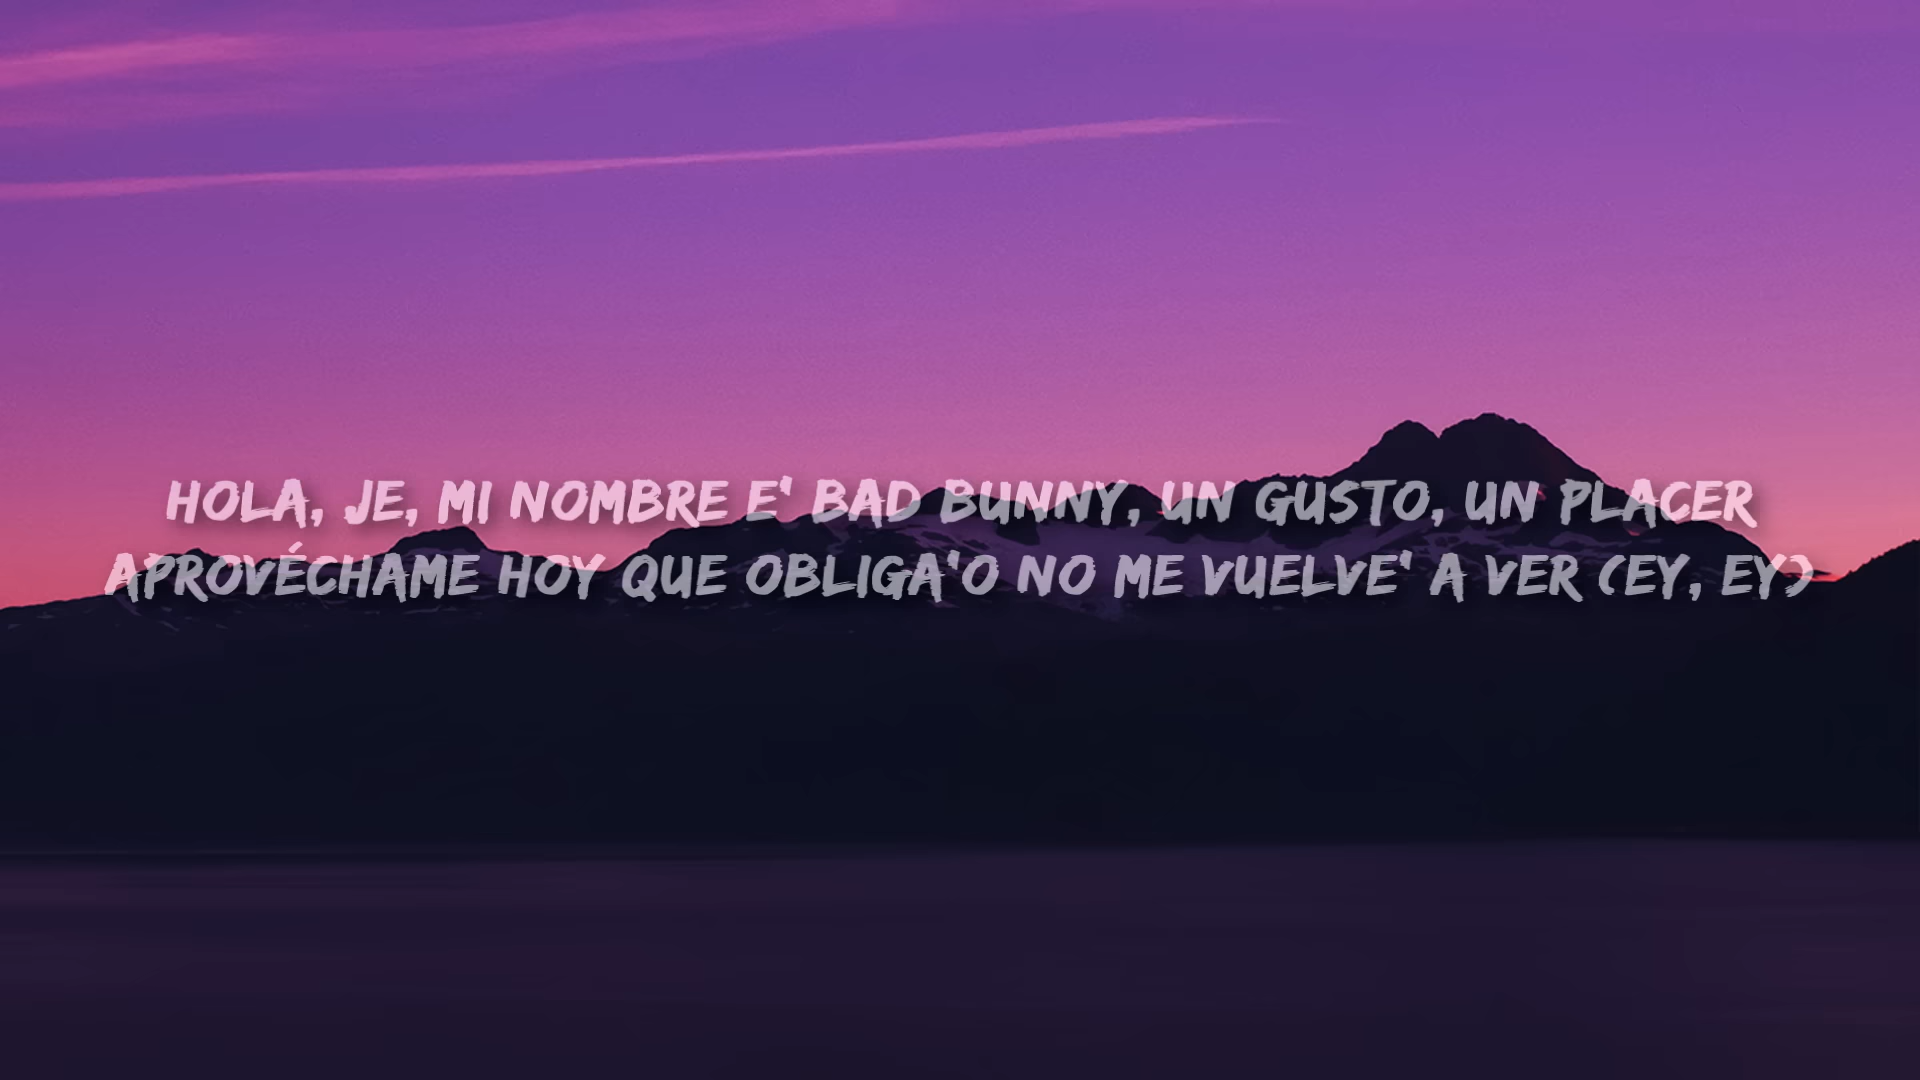 HOLA, JE, MI NOMBRE E' BAD BUNNY, UN GUSTO, UN PLACER
APROVÉCHAME HOY QUE OBLIGA'O NO ME VUELVE' A VER (EY, EY)